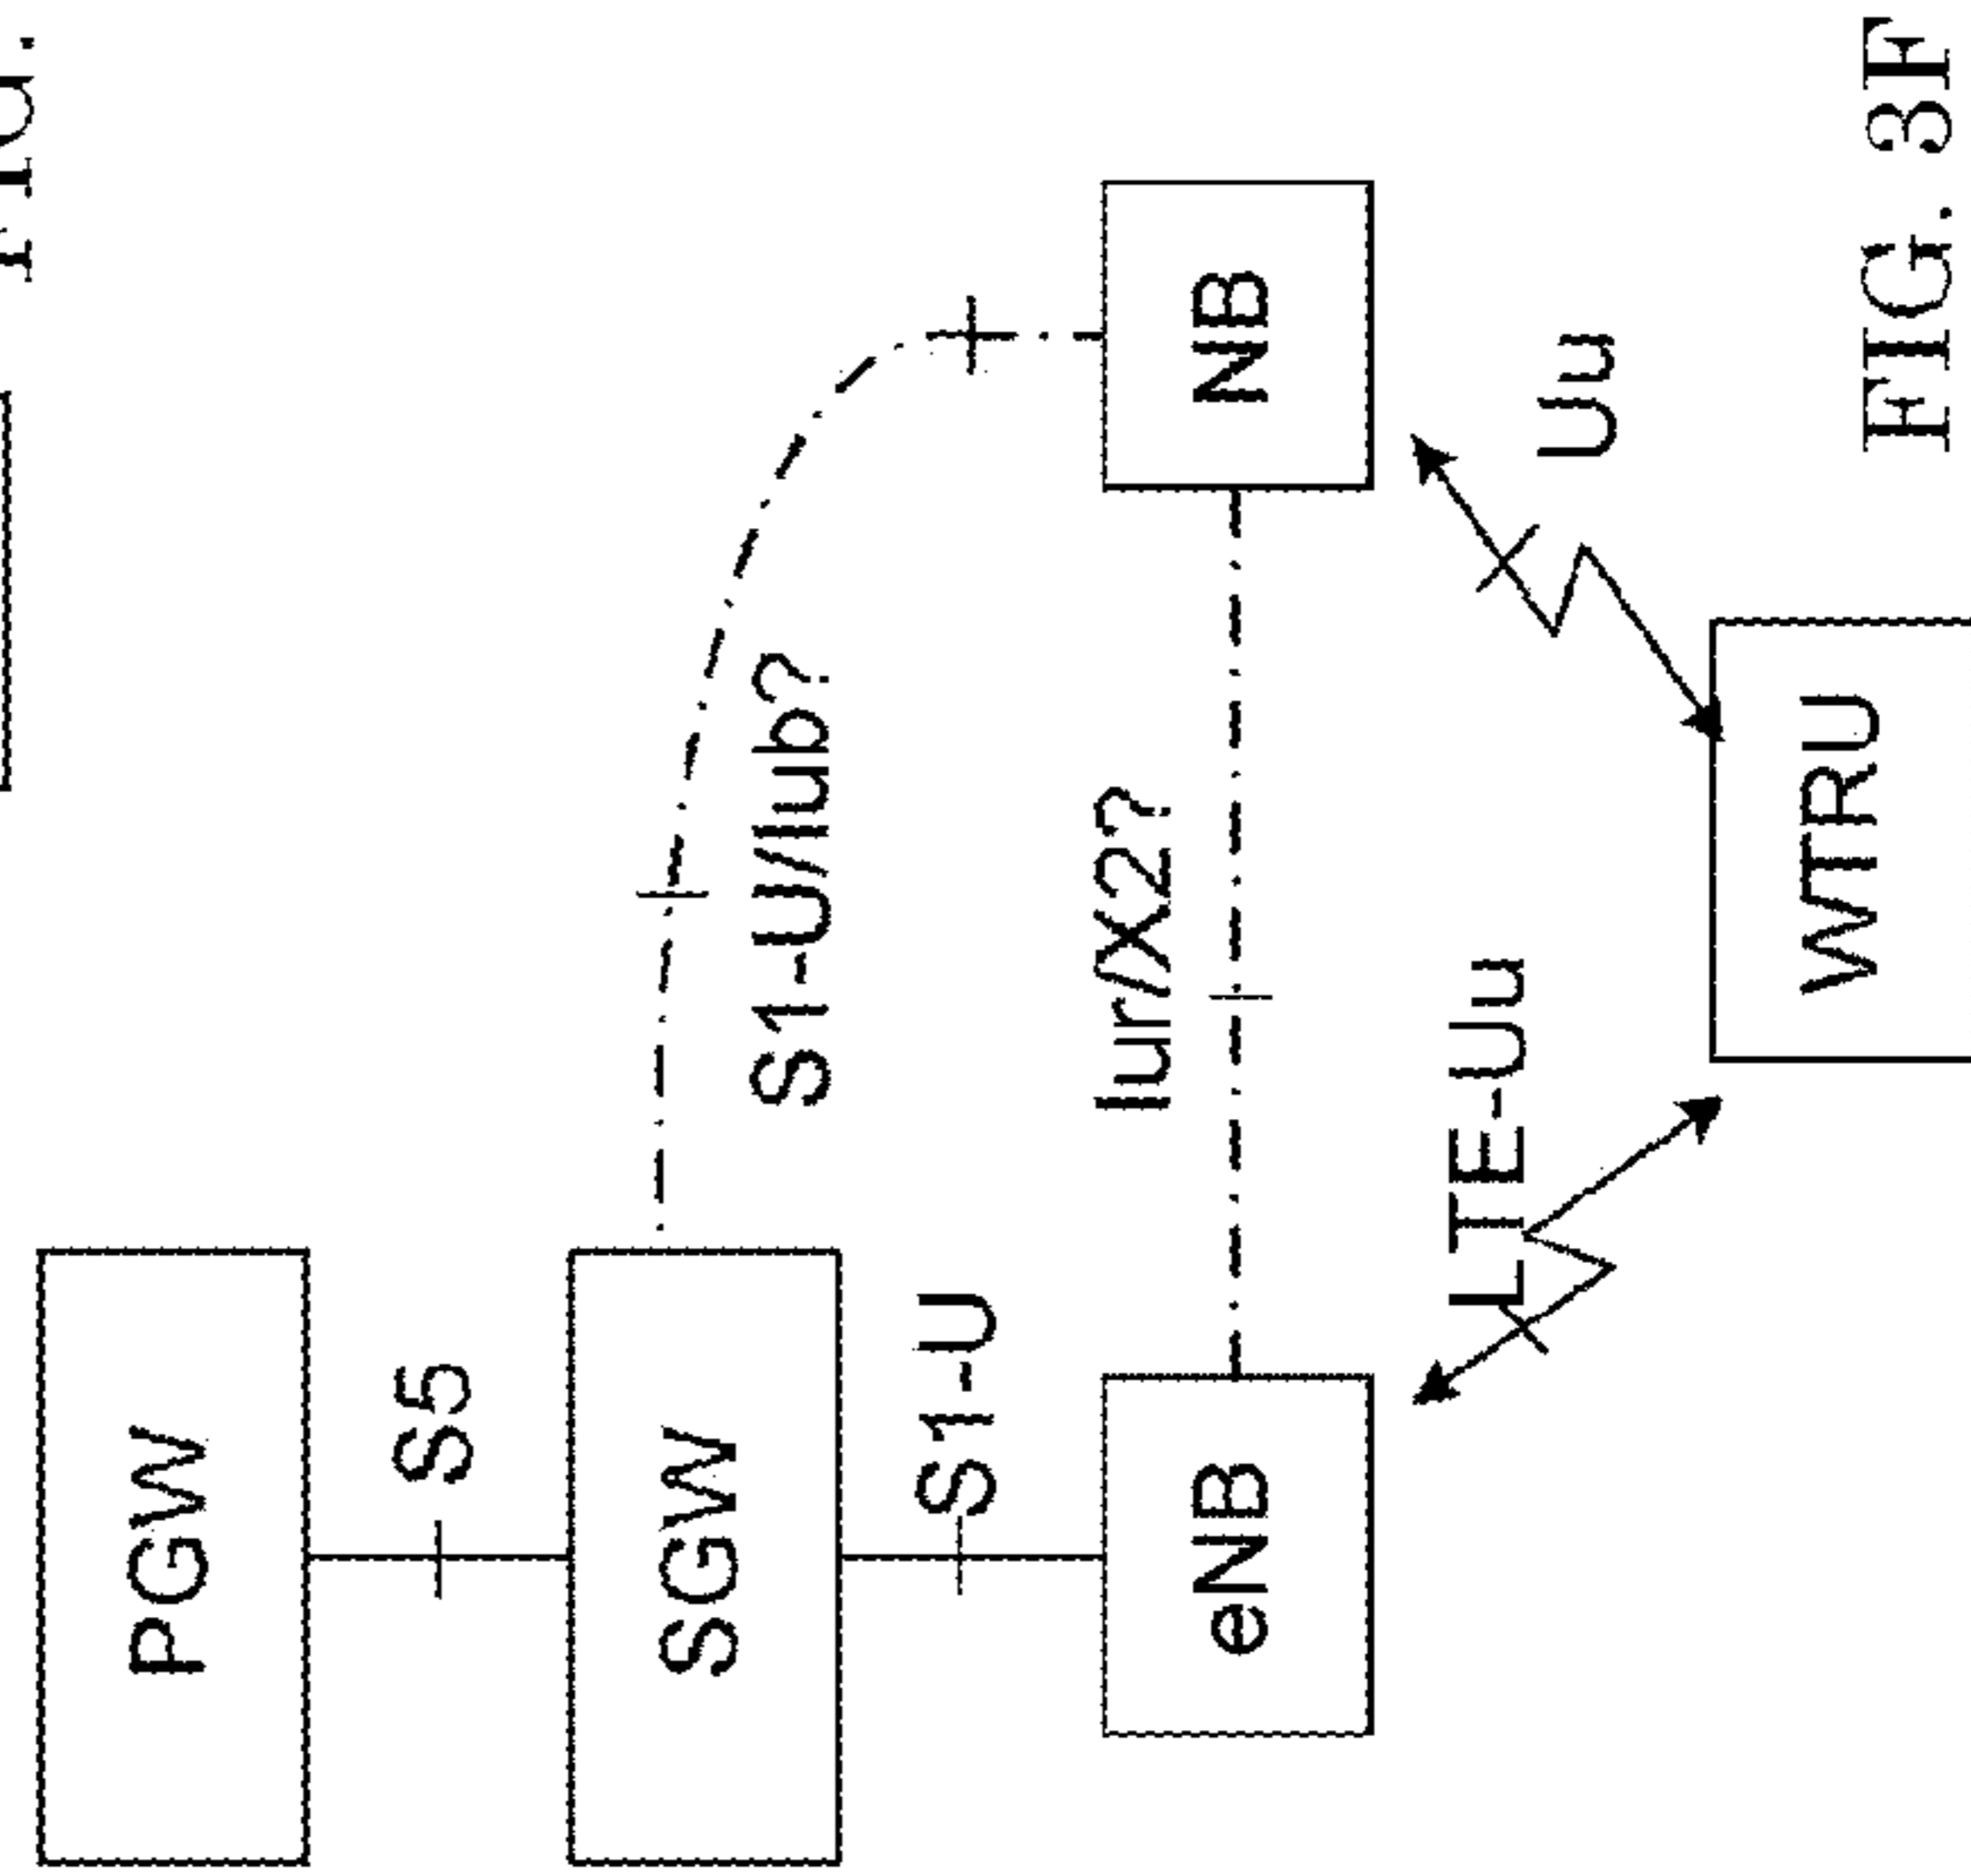 PGW
S5
SGW
S1-U/Iub?
S1-U
Iur/X2?
eNB
NB
LTE-Uu
Uu
WTRU
FIG. 3F